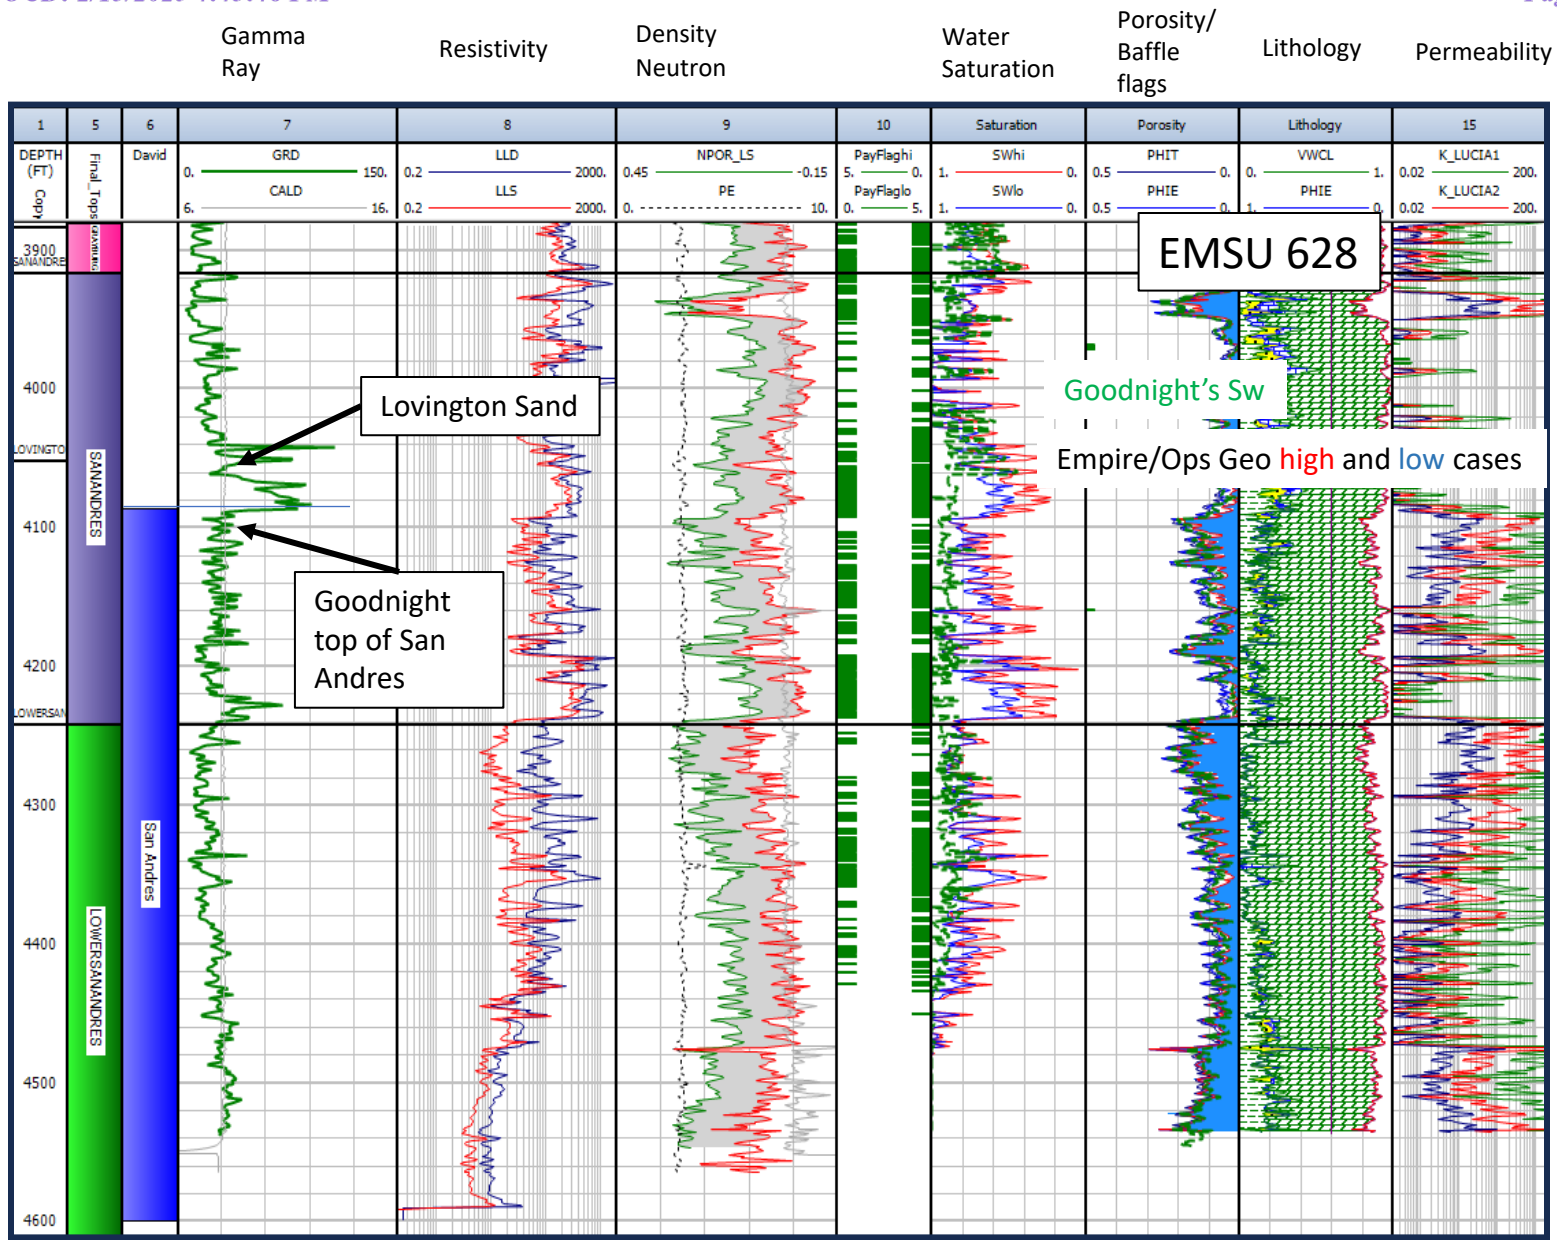 Gamma
Ray
Resistivity
Density
Neutron
Water
Saturation
Porosity/
Baffle
flags
Lithology
Permeability
1 5 6 7 8 9 10 Saturation Porosity Lithology 15
DEPTH
(FT)
Copy
Final_Tops
David
0. GRD 150.
6. CALD 16.
0.2 LLD 2000.
0.2 LLS 2000.
0.45 NPOR_LS -0.15
0. PE 10.
PayFlaghi
5. 0.
PayFlaglo
0. 5.
1. SWhi 0.
1. SWlo 0.
0.5 PHIT 0.
0.5 PHIE 0.
0. VWCL 1.
1. PHIE 0.
0.02 K_LUCIA1 200.
0.02 K_LUCIA2 200.
3900
SANANDRE
EMSU 628
4000
Lovington Sand
Goodnight's Sw
LOVINGTO
Empire/Ops Geo high and low cases
SANANDRES
4100
Goodnight
top of San
Andres
4200
LOWERSAN
4300
San Andres
4400
LOWERSANANDRES
4500
4600